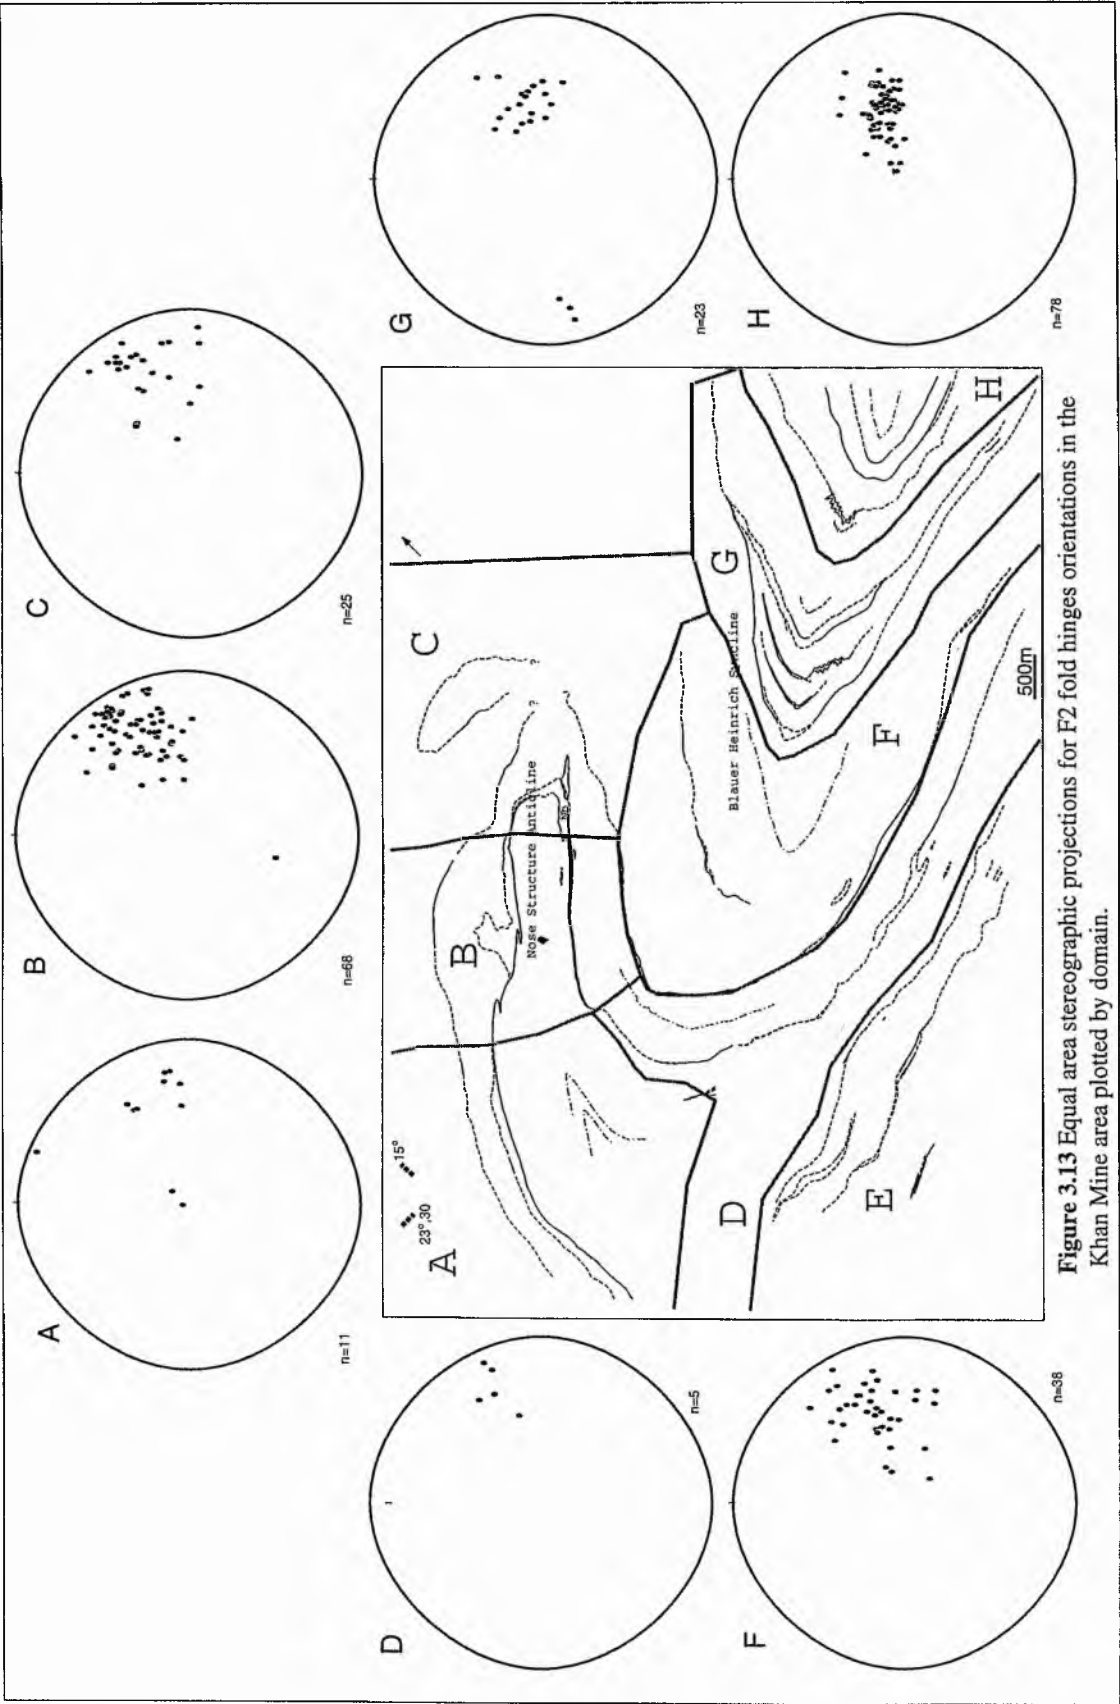 A
n=11
B
n=68
C
n=25
D
n=5
F
n=38
G
n=23
H
n=78
A
23°,30
15°
B
C
D
E
F
G
H
Nose Structure Anticline
Blauer Heinrich Syncline
500m
Figure 3.13 Equal area stereographic projections for F2 fold hinges orientations in the
Khan Mine area plotted by domain.